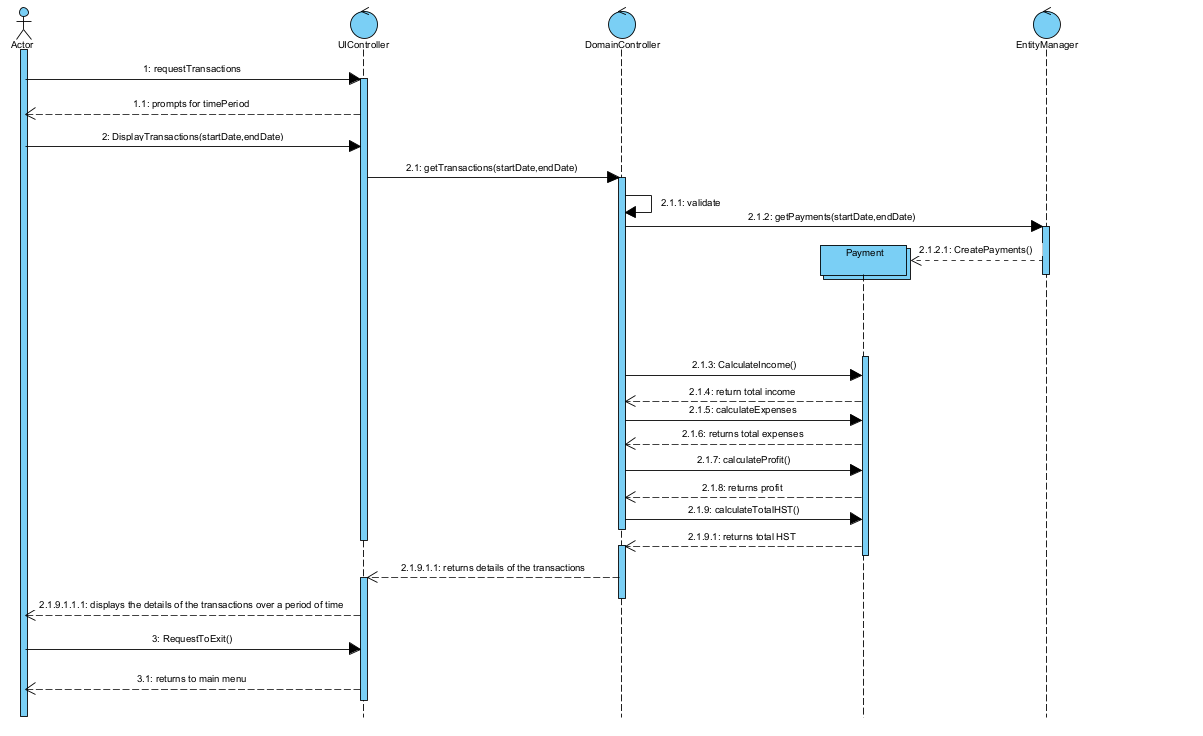 Actor
UIController
DomainController
EntityManager
1: requestTransactions
1.1: prompts for timePeriod
2: DisplayTransactions(startDate,endDate)
2.1: getTransactions(startDate,endDate)
2.1.1: validate
2.1.2: getPayments(startDate,endDate)
Payment
2.1.2.1: CreatePayments()
2.1.3: CalculateIncome()
2.1.4: return total income
2.1.5: calculateExpenses
2.1.6: returns total expenses
2.1.7: calculateProfit()
2.1.8: returns profit
2.1.9: calculateTotalHST()
2.1.9.1: returns total HST
2.1.9.1.1: returns details of the transactions
2.1.9.1.1.1: displays the details of the transactions over a period of time
3: RequestToExit()
3.1: returns to main menu